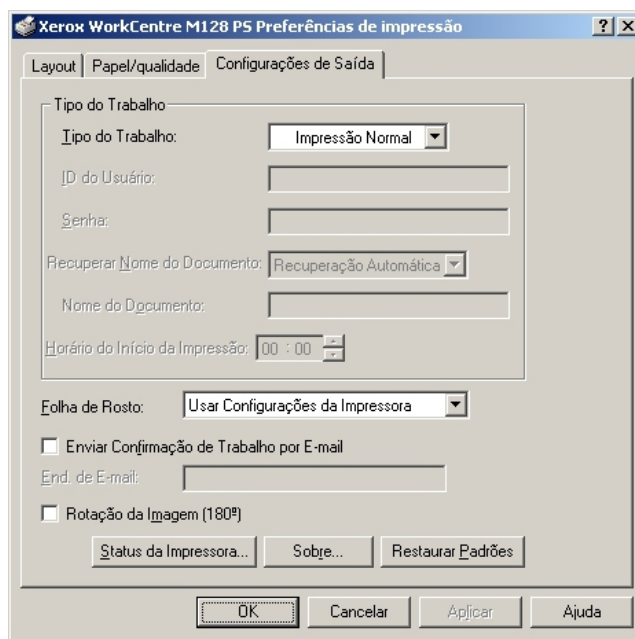 Xerox WorkCentre M128 PS Preferências de impressão
Layout Papel/qualidade Configurações de Saída
Tipo do Trabalho
Tipo do Trabalho: Impressão Normal
ID do Usuário:
Senha:
Recuperar Nome do Documento: Recuperação Automática
Nome do Documento:
Horário do Início da Impressão: 00 : 00
Folha de Rosto: Usar Configurações da Impressora
Enviar Confirmação de Trabalho por E-mail
End. de E-mail:
Rotação da Imagem (180º)
Status da Impressora... Sobre... Restaurar Padrões
OK Cancelar Aplicar Ajuda